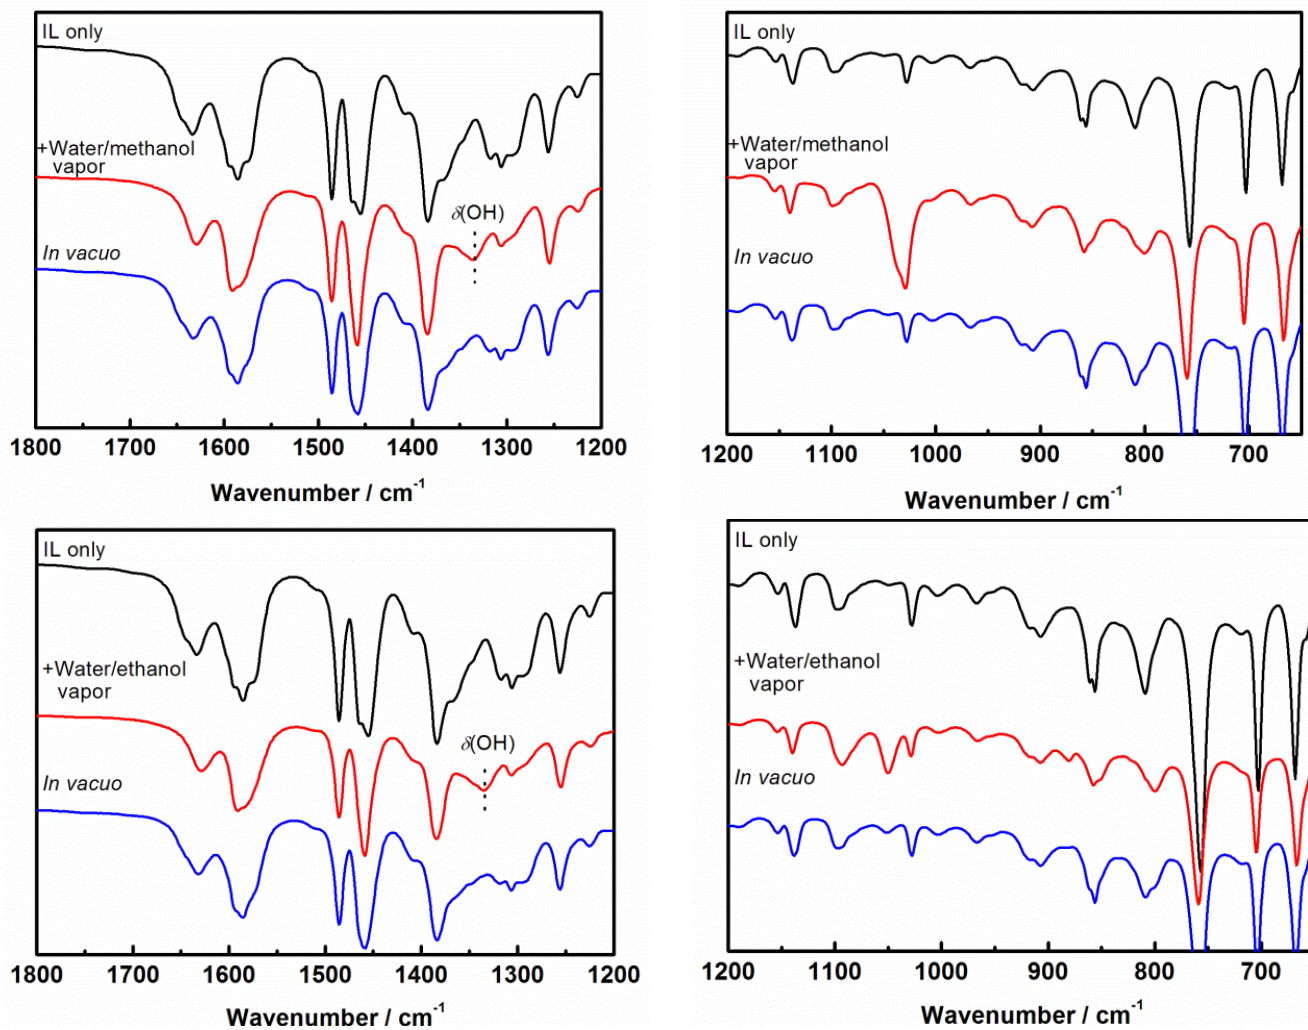 IL only
+Water/methanol
vapor
δ(OH)
In vacuo
1800 1700 1600 1500 1400 1300 1200
Wavenumber / cm⁻¹
IL only
+Water/methanol
vapor
In vacuo
1200 1100 1000 900 800 700
Wavenumber / cm⁻¹
IL only
+Water/ethanol
vapor
δ(OH)
In vacuo
1800 1700 1600 1500 1400 1300 1200
Wavenumber / cm⁻¹
IL only
+Water/ethanol
vapor
In vacuo
1200 1100 1000 900 800 700
Wavenumber / cm⁻¹